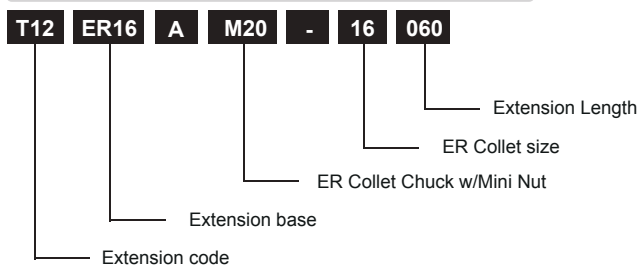 T12 ER16 A M20 - 16 060
Extension Length
ER Collet size
ER Collet Chuck w/Mini Nut
Extension base
Extension code